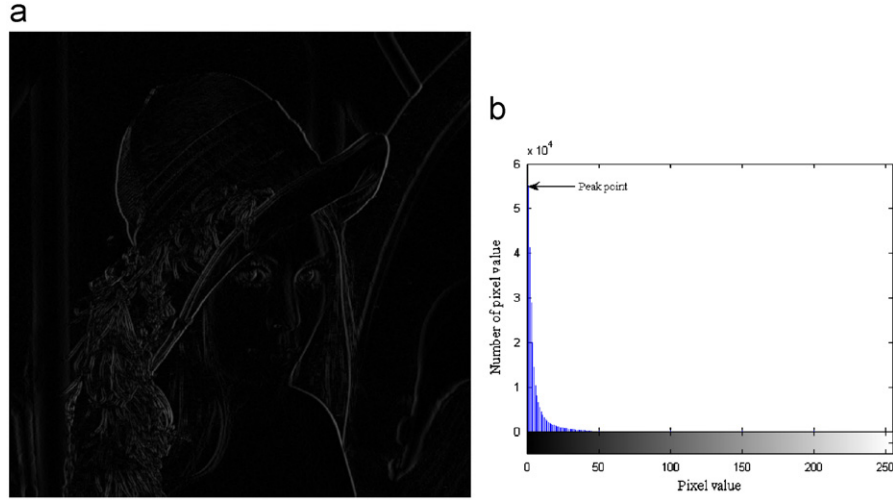 a
b
x 10^4
6
5
4
3
2
1
0
Peak point
Number of pixel value
0 50 100 150 200 250
Pixel value